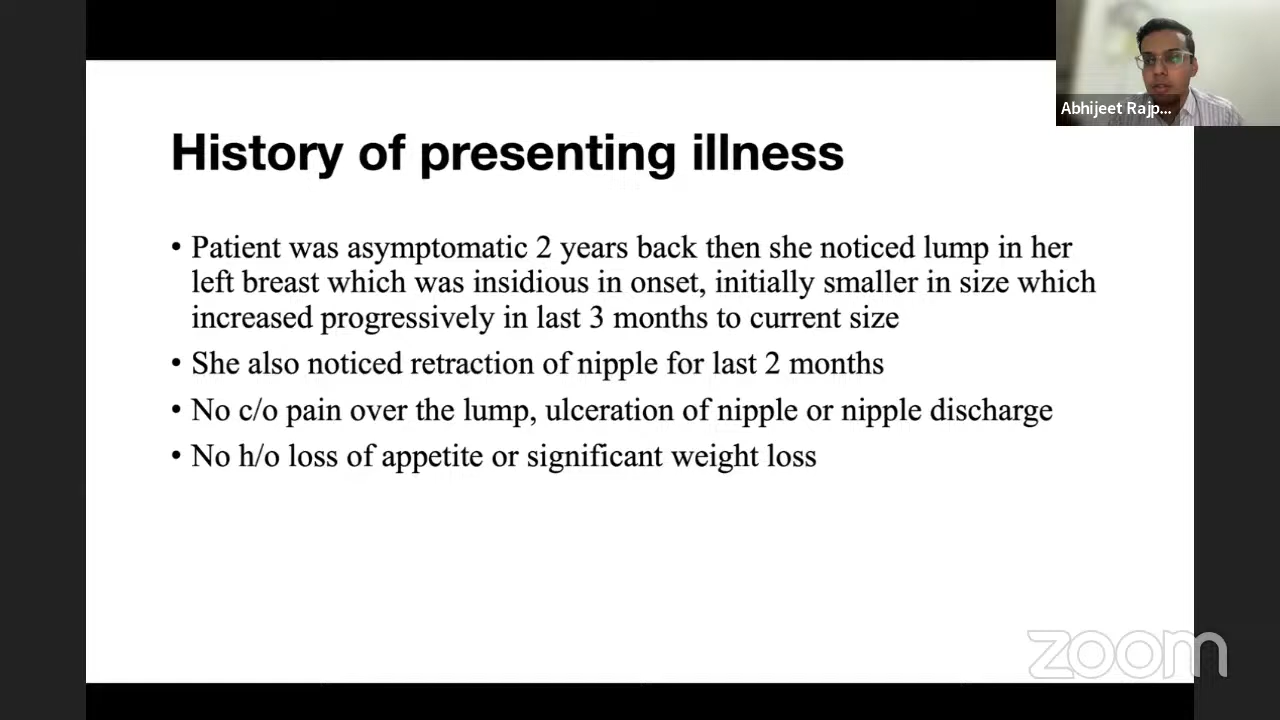 Abhijeet Rajp...
History of presenting illness
• Patient was asymptomatic 2 years back then she noticed lump in her
left breast which was insidious in onset, initially smaller in size which
increased progressively in last 3 months to current size
• She also noticed retraction of nipple for last 2 months
• No c/o pain over the lump, ulceration of nipple or nipple discharge
• No h/o loss of appetite or significant weight loss
zoom